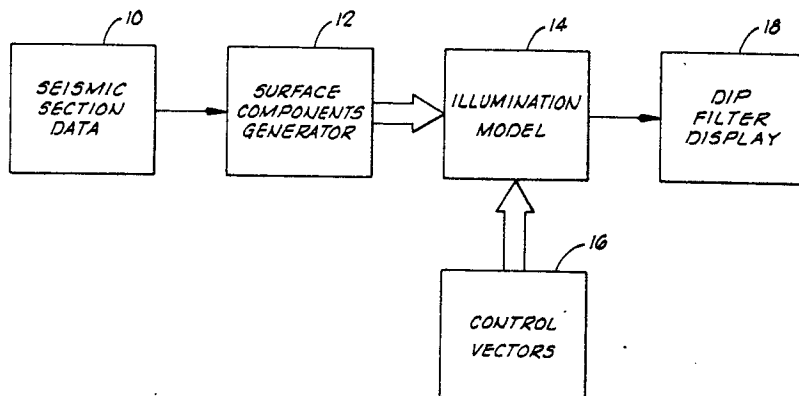 10
SEISMIC
SECTION
DATA
12
SURFACE
COMPONENTS
GENERATOR
14
ILLUMINATION
MODEL
18
DIP
FILTER
DISPLAY
16
CONTROL
VECTORS